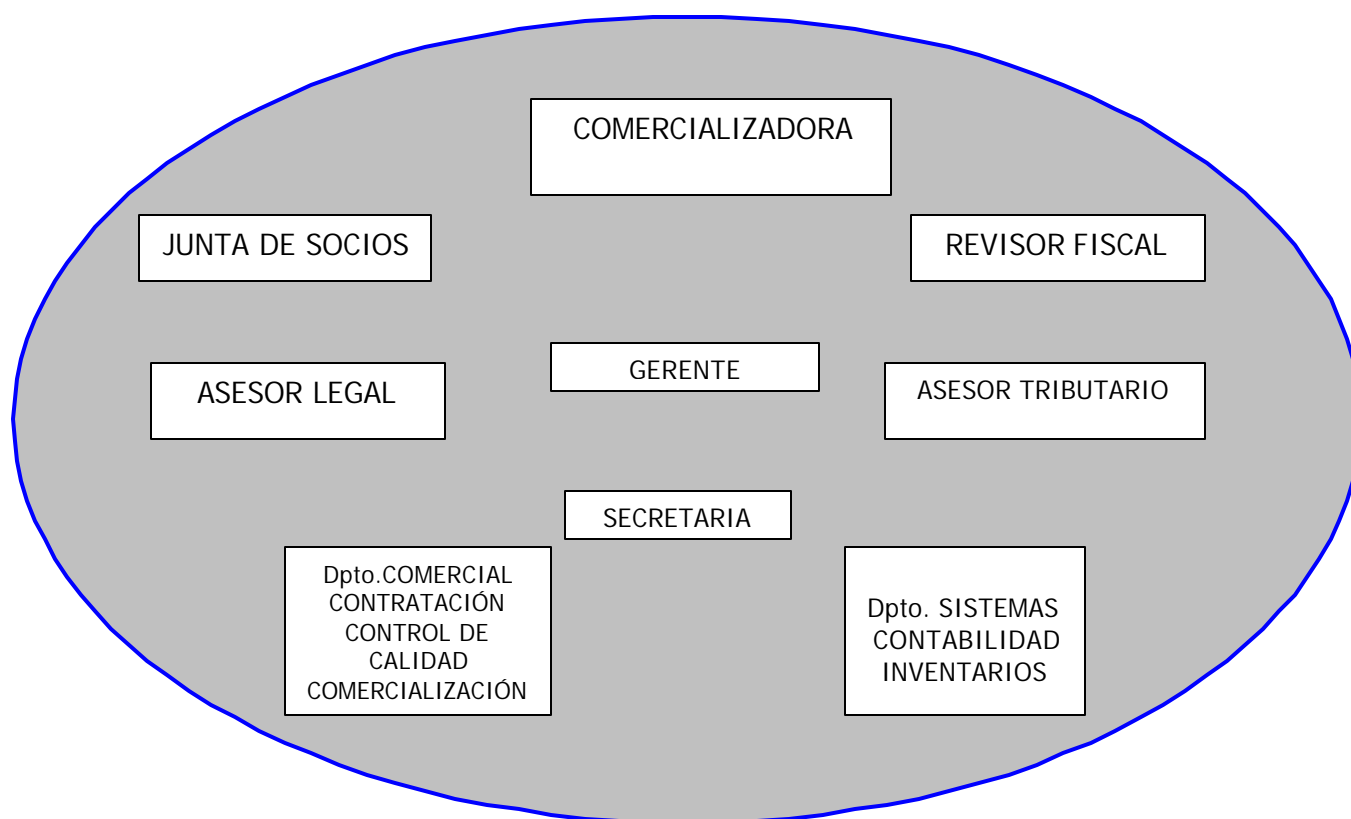 COMERCIALIZADORA
JUNTA DE SOCIOS
REVISOR FISCAL
GERENTE
ASESOR LEGAL
ASESOR TRIBUTARIO
SECRETARIA
Dpto.COMERCIAL
CONTRATACIÓN
CONTROL DE
CALIDAD
COMERCIALIZACIÓN
Dpto. SISTEMAS
CONTABILIDAD
INVENTARIOS